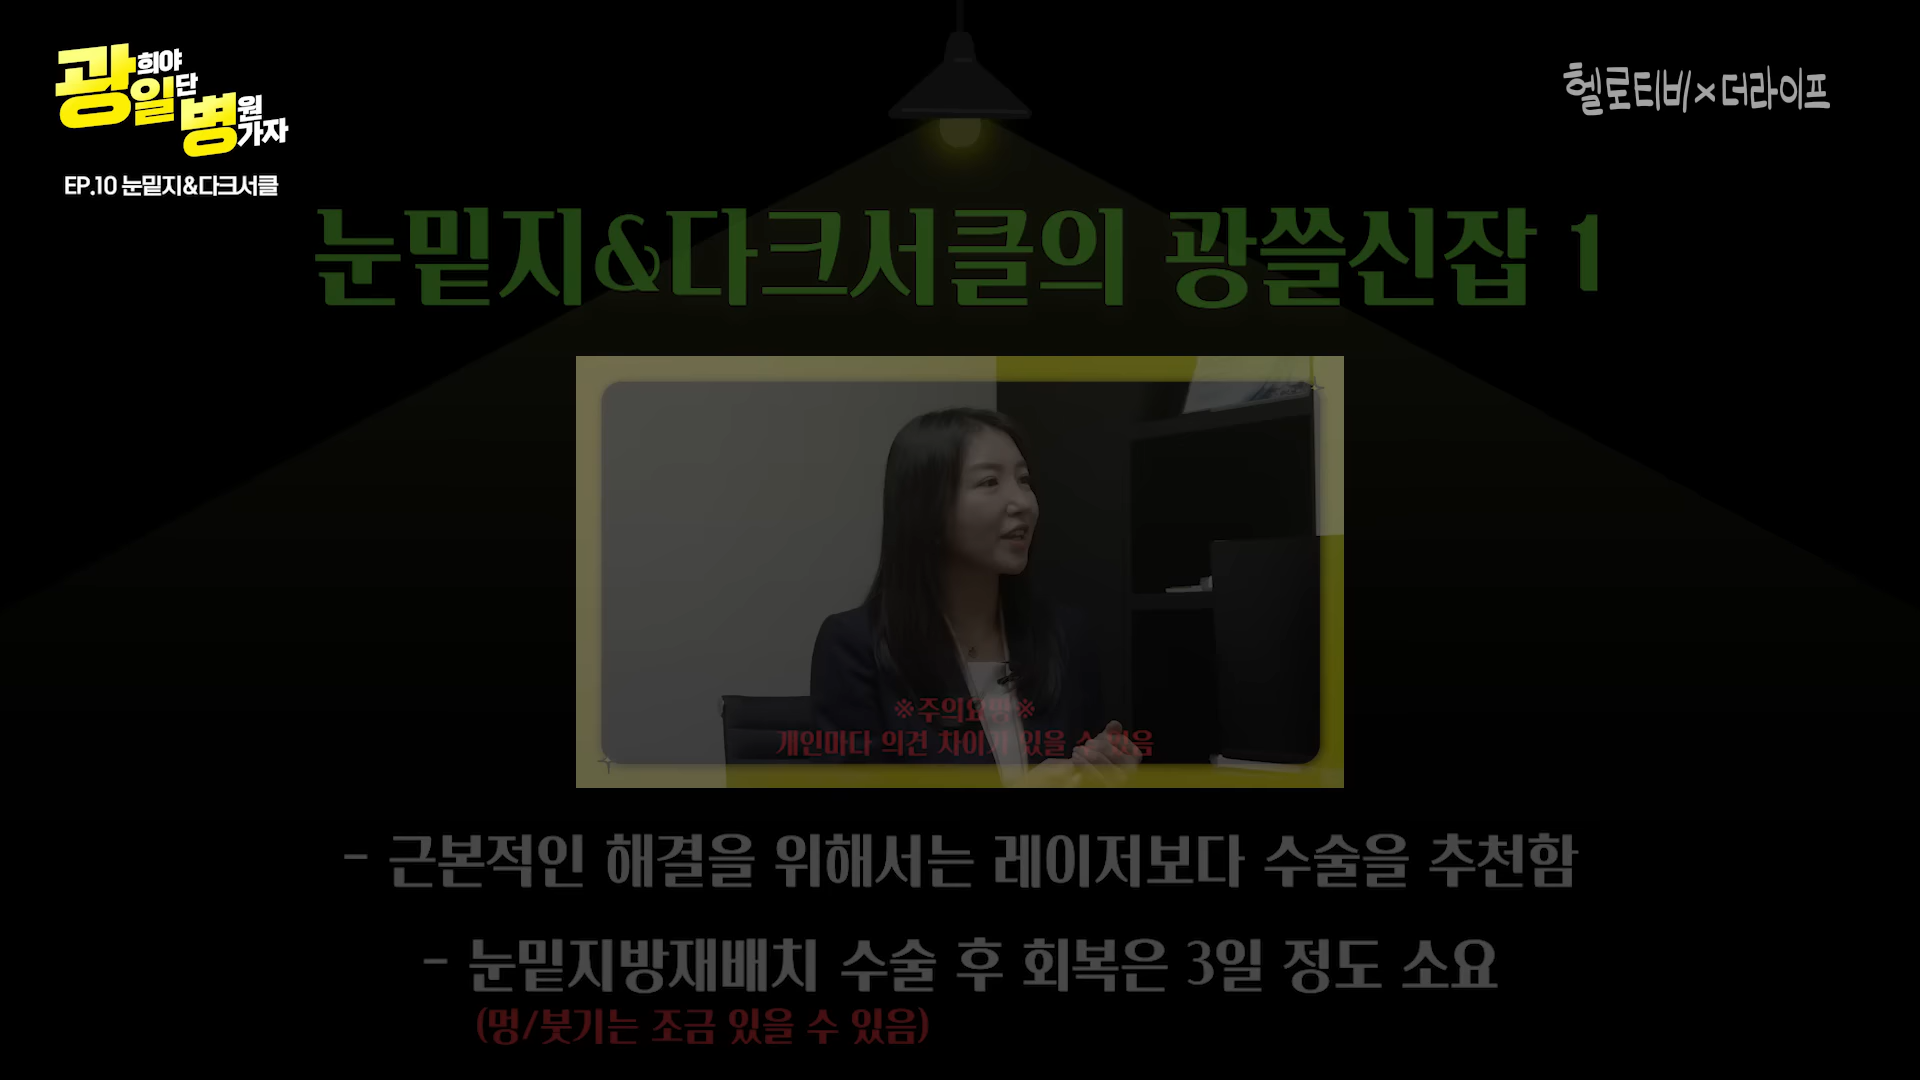 광희야
일단
병원
가자
EP.10 눈밑지&다크서클
헬로티비×더라이프
눈밑지&다크서클의 광쓸신잡 1
※주의요망※
개인마다 의견 차이가 있을 수 있음
- 근본적인 해결을 위해서는 레이저보다 수술을 추천함
- 눈밑지방재배치 수술 후 회복은 3일 정도 소요
(멍/붓기는 조금 있을 수 있음)